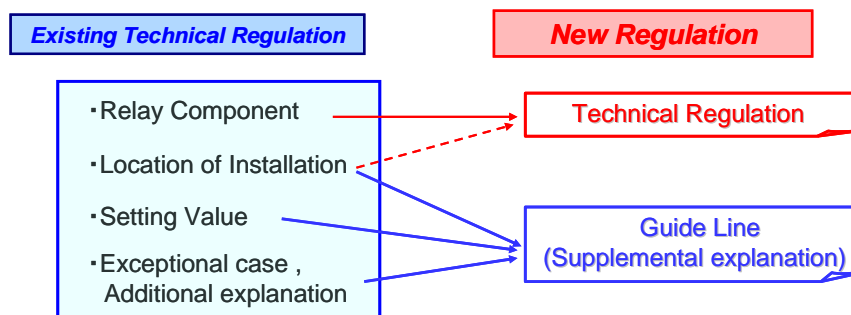 Existing Technical Regulation
New Regulation
・Relay Component
・Location of Installation
・Setting Value
・Exceptional case ,
Additional explanation
Technical Regulation
Guide Line
(Supplemental explanation)